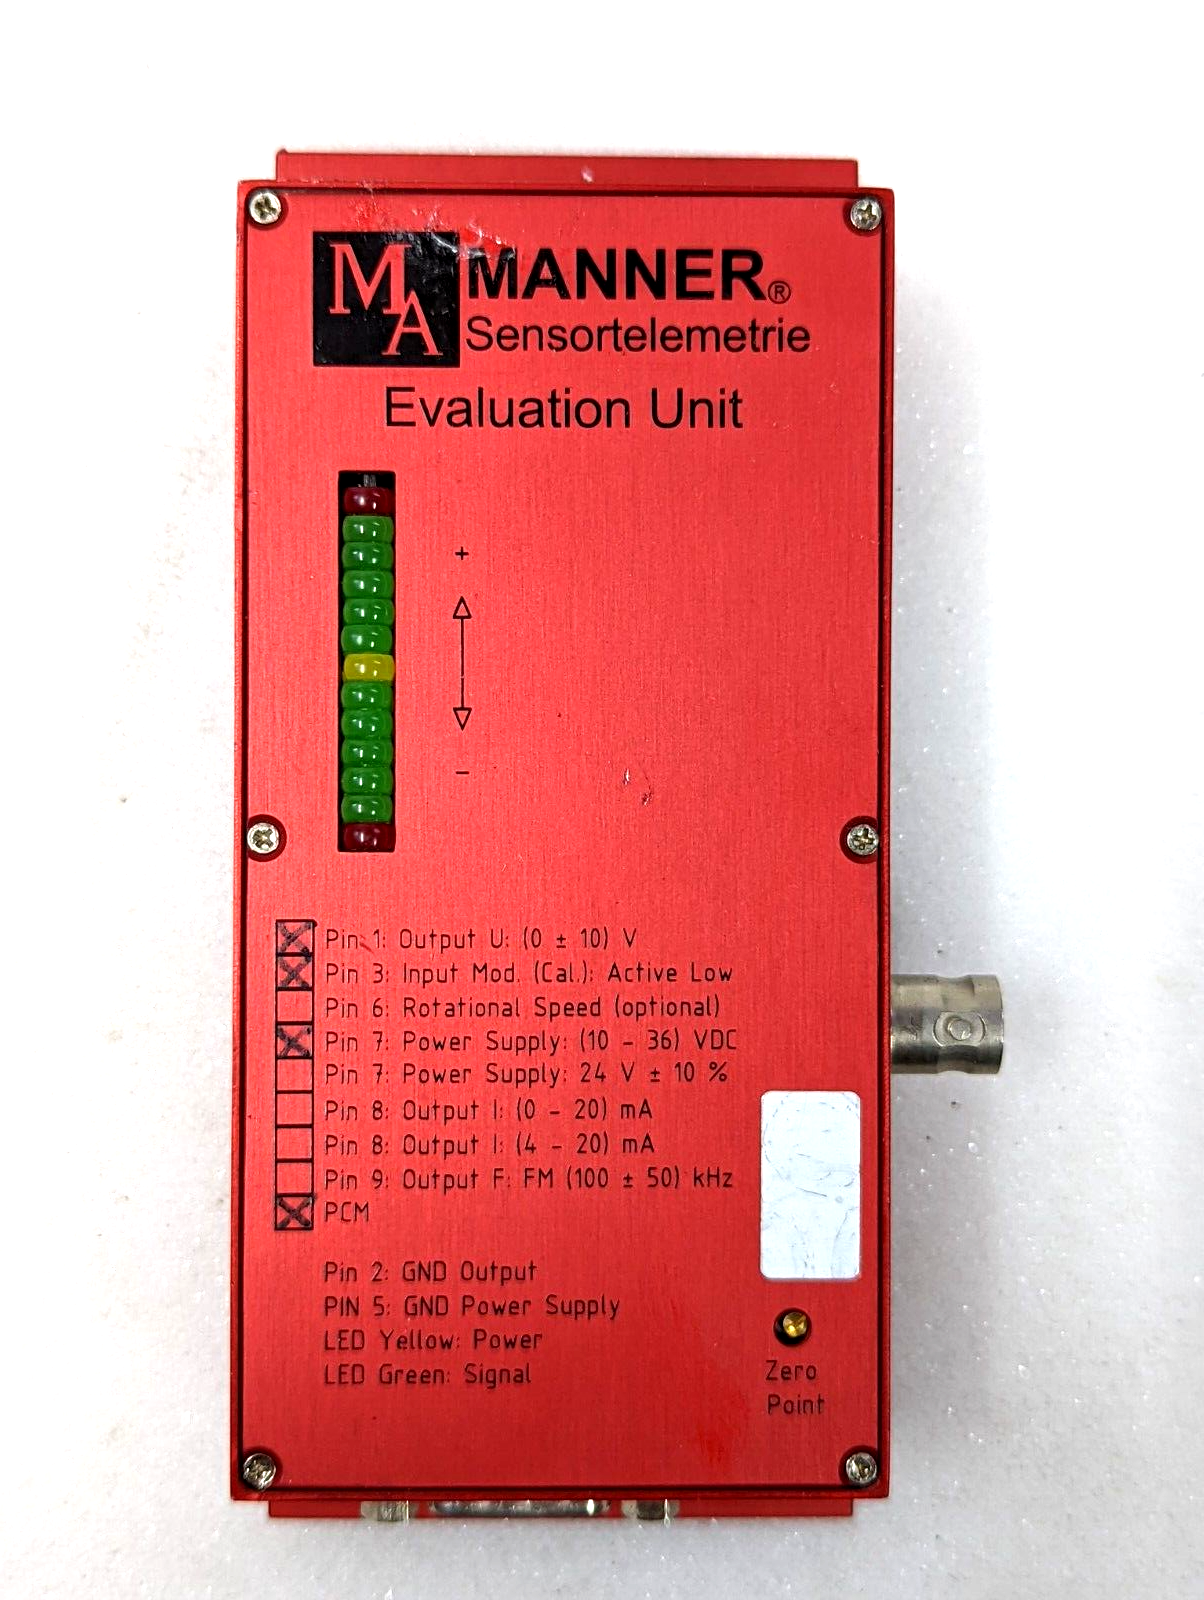 MA
MANNER®
Sensortelemetrie
Evaluation Unit
+
–
Pin 1: Output U: (0 ± 10) V
Pin 3: Input Mod. (Cal.): Active Low
Pin 6: Rotational Speed (optional)
Pin 7: Power Supply: (10 – 36) VDC
Pin 7: Power Supply: 24 V ± 10 %
Pin 8: Output I: (0 – 20) mA
Pin 8: Output I: (4 – 20) mA
Pin 9: Output F: FM (100 ± 50) kHz
PCM
Pin 2: GND Output
PIN 5: GND Power Supply
LED Yellow: Power
LED Green: Signal
Zero
Point